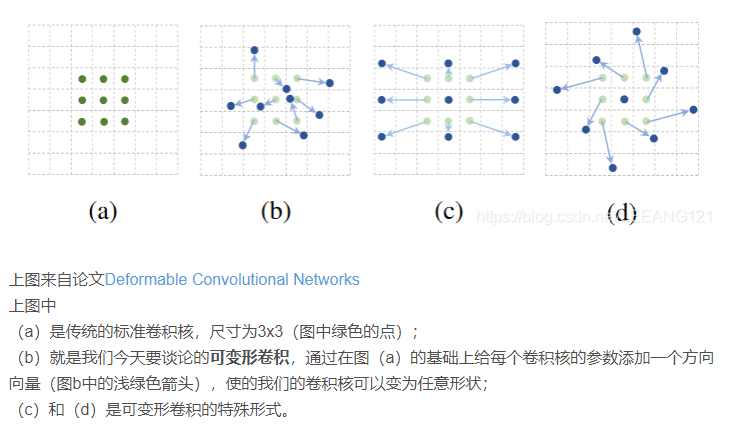 (a) (b) (c) (d)
上图来自论文Deformable Convolutional Networks
上图中
（a）是传统的标准卷积核，尺寸为3x3（图中绿色的点）；
（b）就是我们今天要谈论的可变形卷积，通过在图（a）的基础上给每个卷积核的参数添加一个方向
向量（图b中的浅绿色箭头），使的我们的卷积核可以变为任意形状；
（c）和（d）是可变形卷积的特殊形式。